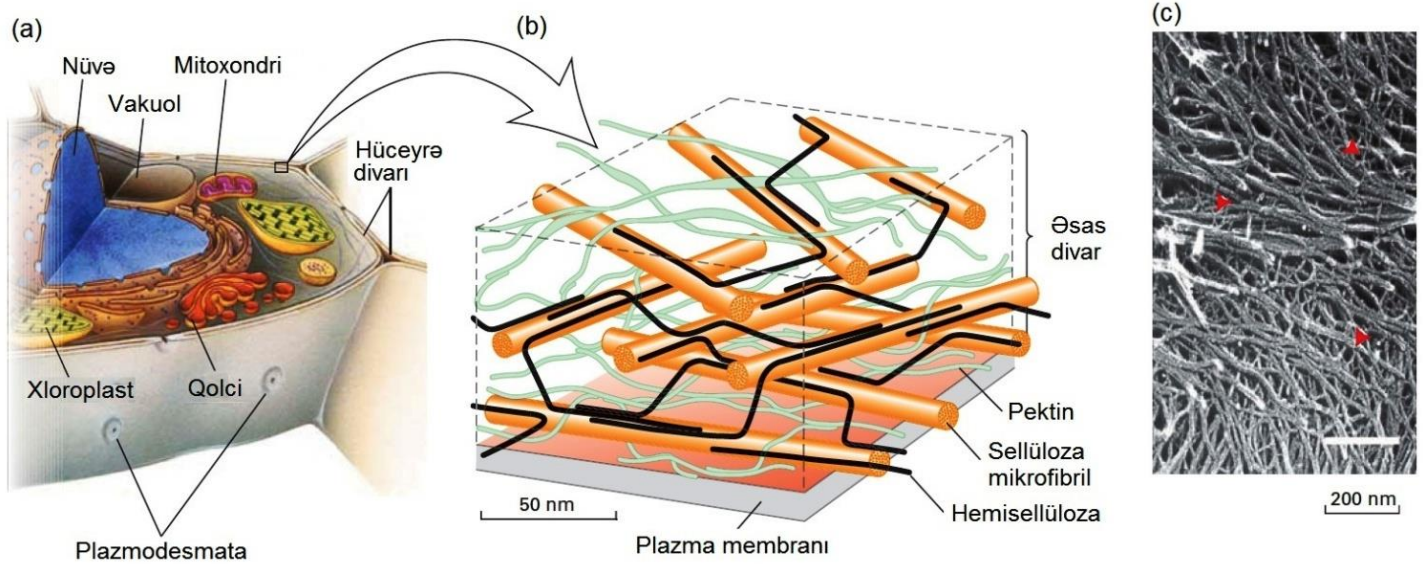 (a)
Nüvə
Mitoxondri
Vakuol
Hüceyrə
divarı
Xloroplast
Qolci
Plazmodesmata
(b)
Əsas
divar
Pektin
Sellüloza
mikrofibril
Hemisellüloza
50 nm
Plazma membranı
(c)
200 nm